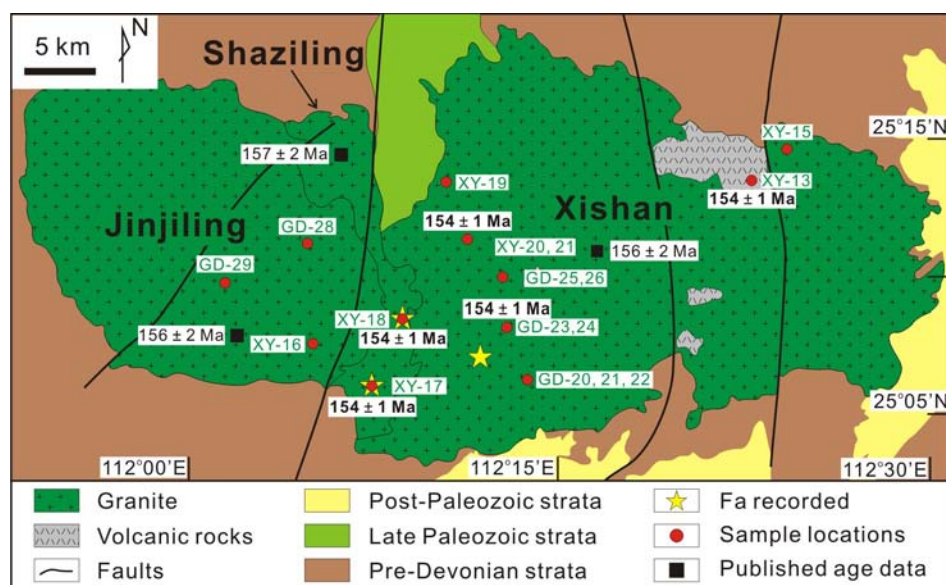 5 km
N
Shaziling
25°15'N
XY-15
157 ± 2 Ma
XY-19
XY-13
154 ± 1 Ma
Jinjiling
GD-28
154 ± 1 Ma
Xishan
XY-20, 21
156 ± 2 Ma
GD-29
GD-25,26
154 ± 1 Ma
XY-18
GD-23,24
156 ± 2 Ma
XY-16
154 ± 1 Ma
XY-17
GD-20, 21, 22
154 ± 1 Ma
25°05'N
112°00'E
112°15'E
112°30'E
Granite
Post-Paleozoic strata
Fa recorded
Volcanic rocks
Late Paleozoic strata
Sample locations
Faults
Pre-Devonian strata
Published age data